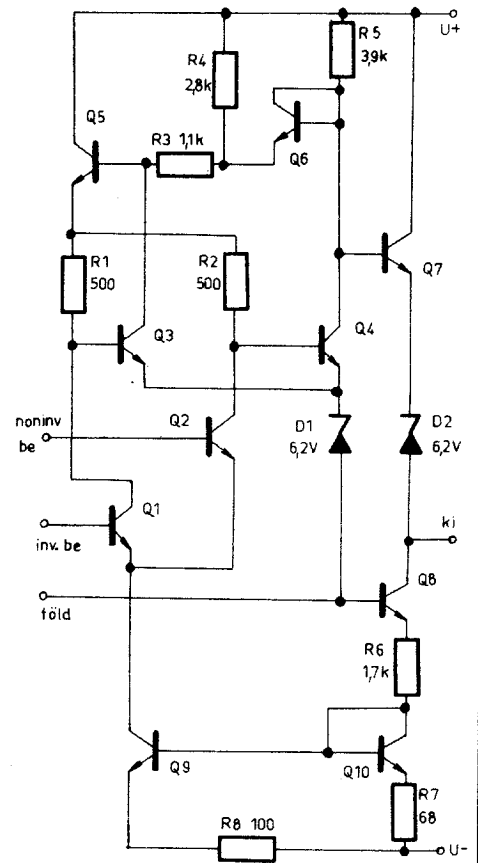 U+
R5
3,9k
R4
2,8k
Q5
R3 1,1k
Q6
R1
500
R2
500
Q7
Q3
Q4
noninv
be
Q2
D1
6,2V
D2
6,2V
Q1
inv. be
ki
Q8
föld
R6
1,7k
Q9
Q10
R7
68
R8 100
U-